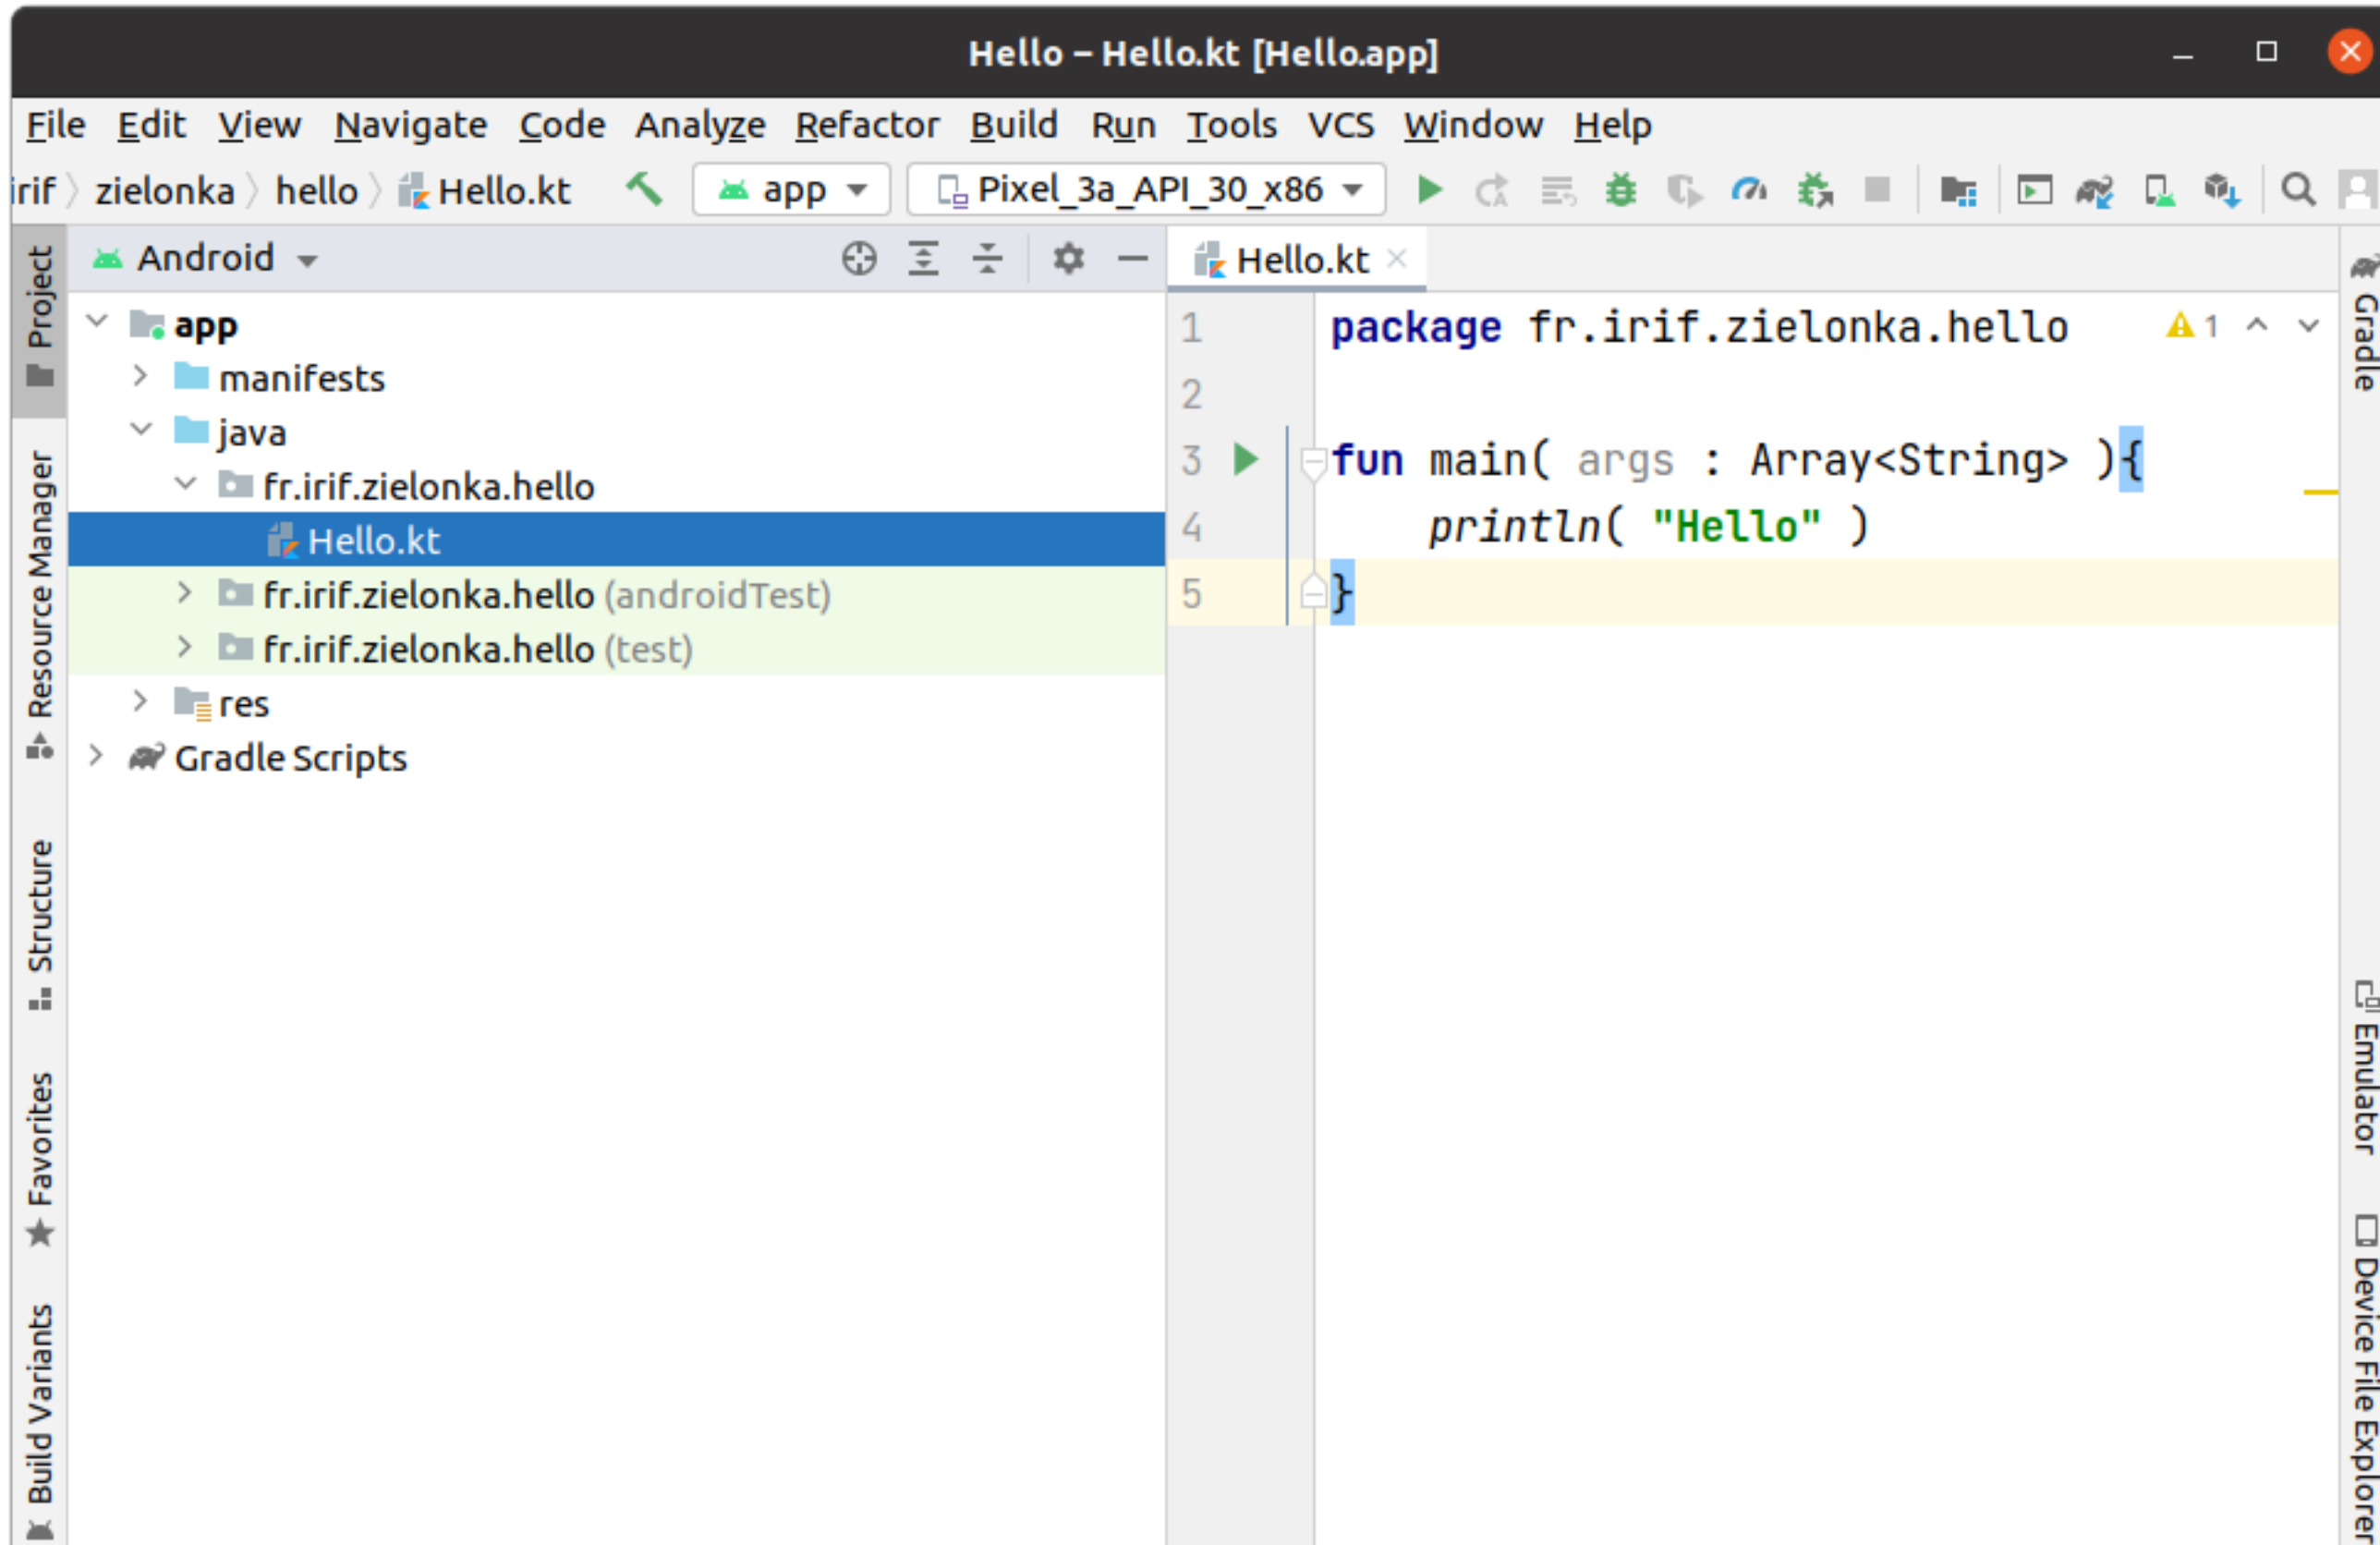 Hello – Hello.kt [Hello.app]
File Edit View Navigate Code Analyze Refactor Build Run Tools VCS Window Help
irif zielonka hello Hello.kt app Pixel_3a_API_30_x86
Project
Resource Manager
Structure
Favorites
Build Variants
Android
app
manifests
java
fr.irif.zielonka.hello
Hello.kt
fr.irif.zielonka.hello (androidTest)
fr.irif.zielonka.hello (test)
res
Gradle Scripts
Hello.kt
1 package fr.irif.zielonka.hello 1
2
3 fun main( args : Array<String> ){
4 println( "Hello" )
5 }
Gradle
Emulator
Device File Explorer